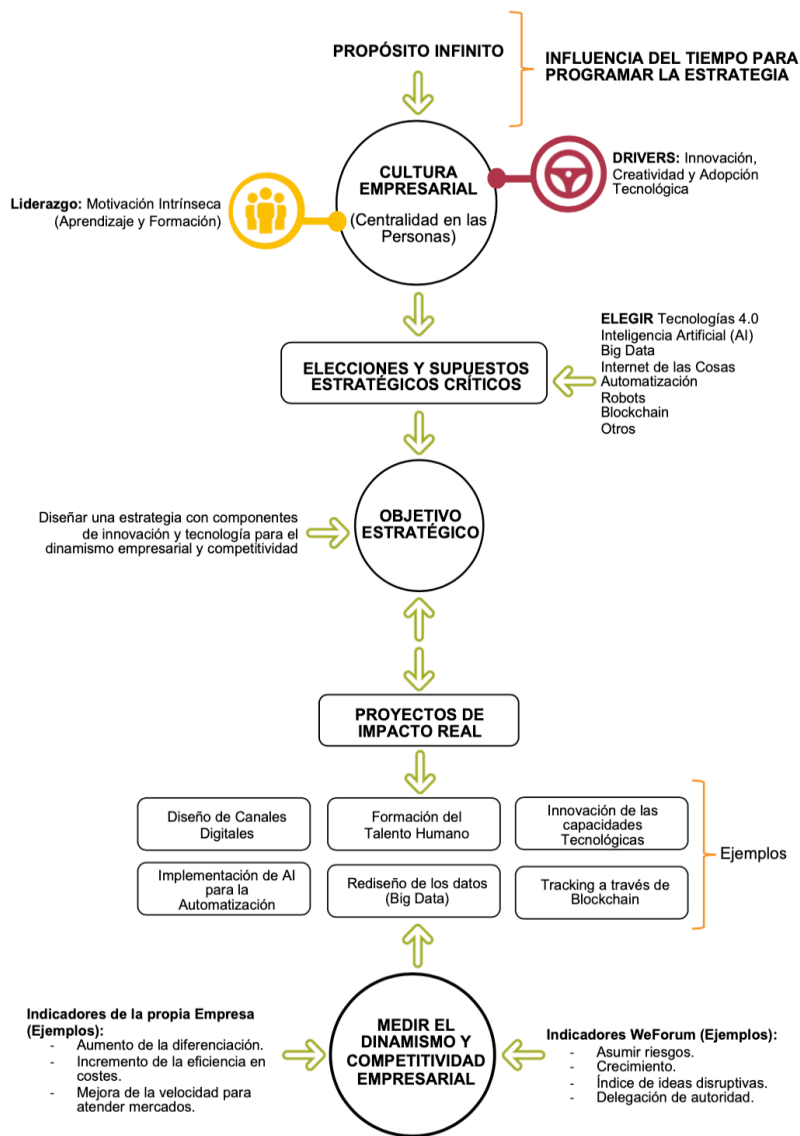 PROPÓSITO INFINITO
INFLUENCIA DEL TIEMPO PARA
PROGRAMAR LA ESTRATEGIA
CULTURA
EMPRESARIAL
(Centralidad en las
Personas)
DRIVERS: Innovación,
Creatividad y Adopción
Tecnológica
Liderazgo: Motivación Intrínseca
(Aprendizaje y Formación)
ELECCIONES Y SUPUESTOS
ESTRATÉGICOS CRÍTICOS
ELEGIR Tecnologías 4.0
Inteligencia Artificial (AI)
Big Data
Internet de las Cosas
Automatización
Robots
Blockchain
Otros
OBJETIVO
ESTRATÉGICO
Diseñar una estrategia con componentes
de innovación y tecnología para el
dinamismo empresarial y competitividad
PROYECTOS DE
IMPACTO REAL
Diseño de Canales
Digitales
Formación del
Talento Humano
Innovación de las
capacidades
Tecnológicas
Implementación de AI
para la
Automatización
Rediseño de los datos
(Big Data)
Tracking a través de
Blockchain
Ejemplos
MEDIR EL
DINAMISMO Y
COMPETITIVIDAD
EMPRESARIAL
Indicadores de la propia Empresa
(Ejemplos):
- Aumento de la diferenciación.
- Incremento de la eficiencia en
costes.
- Mejora de la velocidad para
atender mercados.
Indicadores WeForum (Ejemplos):
- Asumir riesgos.
- Crecimiento.
- Índice de ideas disruptivas.
- Delegación de autoridad.